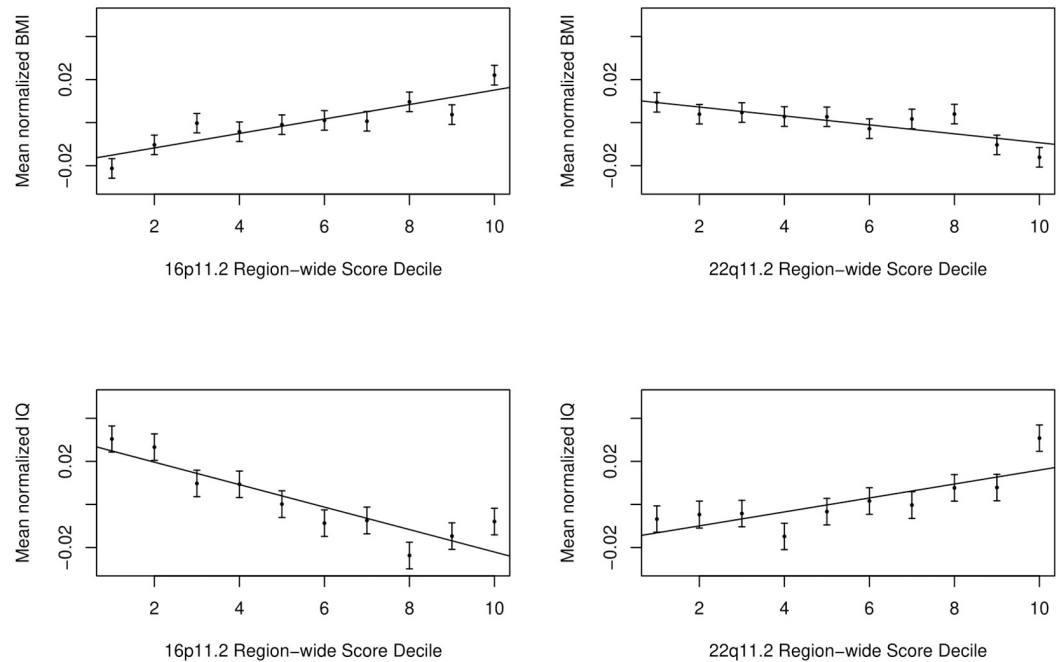 Mean normalized BMI
0.02
−0.02
2 4 6 8 10
16p11.2 Region−wide Score Decile
Mean normalized BMI
0.02
−0.02
2 4 6 8 10
22q11.2 Region−wide Score Decile
Mean normalized IQ
0.02
−0.02
2 4 6 8 10
16p11.2 Region−wide Score Decile
Mean normalized IQ
0.02
−0.02
2 4 6 8 10
22q11.2 Region−wide Score Decile